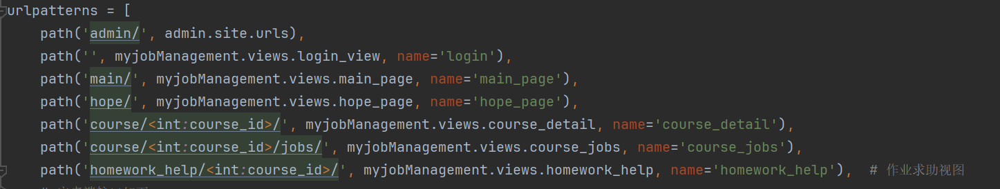 urlpatterns = [
    path('admin/', admin.site.urls),
    path('', myjobManagement.views.login_view, name='login'),
    path('main/', myjobManagement.views.main_page, name='main_page'),
    path('hope/', myjobManagement.views.hope_page, name='hope_page'),
    path('course/<int:course_id>/', myjobManagement.views.course_detail, name='course_detail'),
    path('course/<int:course_id>/jobs/', myjobManagement.views.course_jobs, name='course_jobs'),
    path('homework_help/<int:course_id>/', myjobManagement.views.homework_help, name='homework_help'),  # 作业求助视图